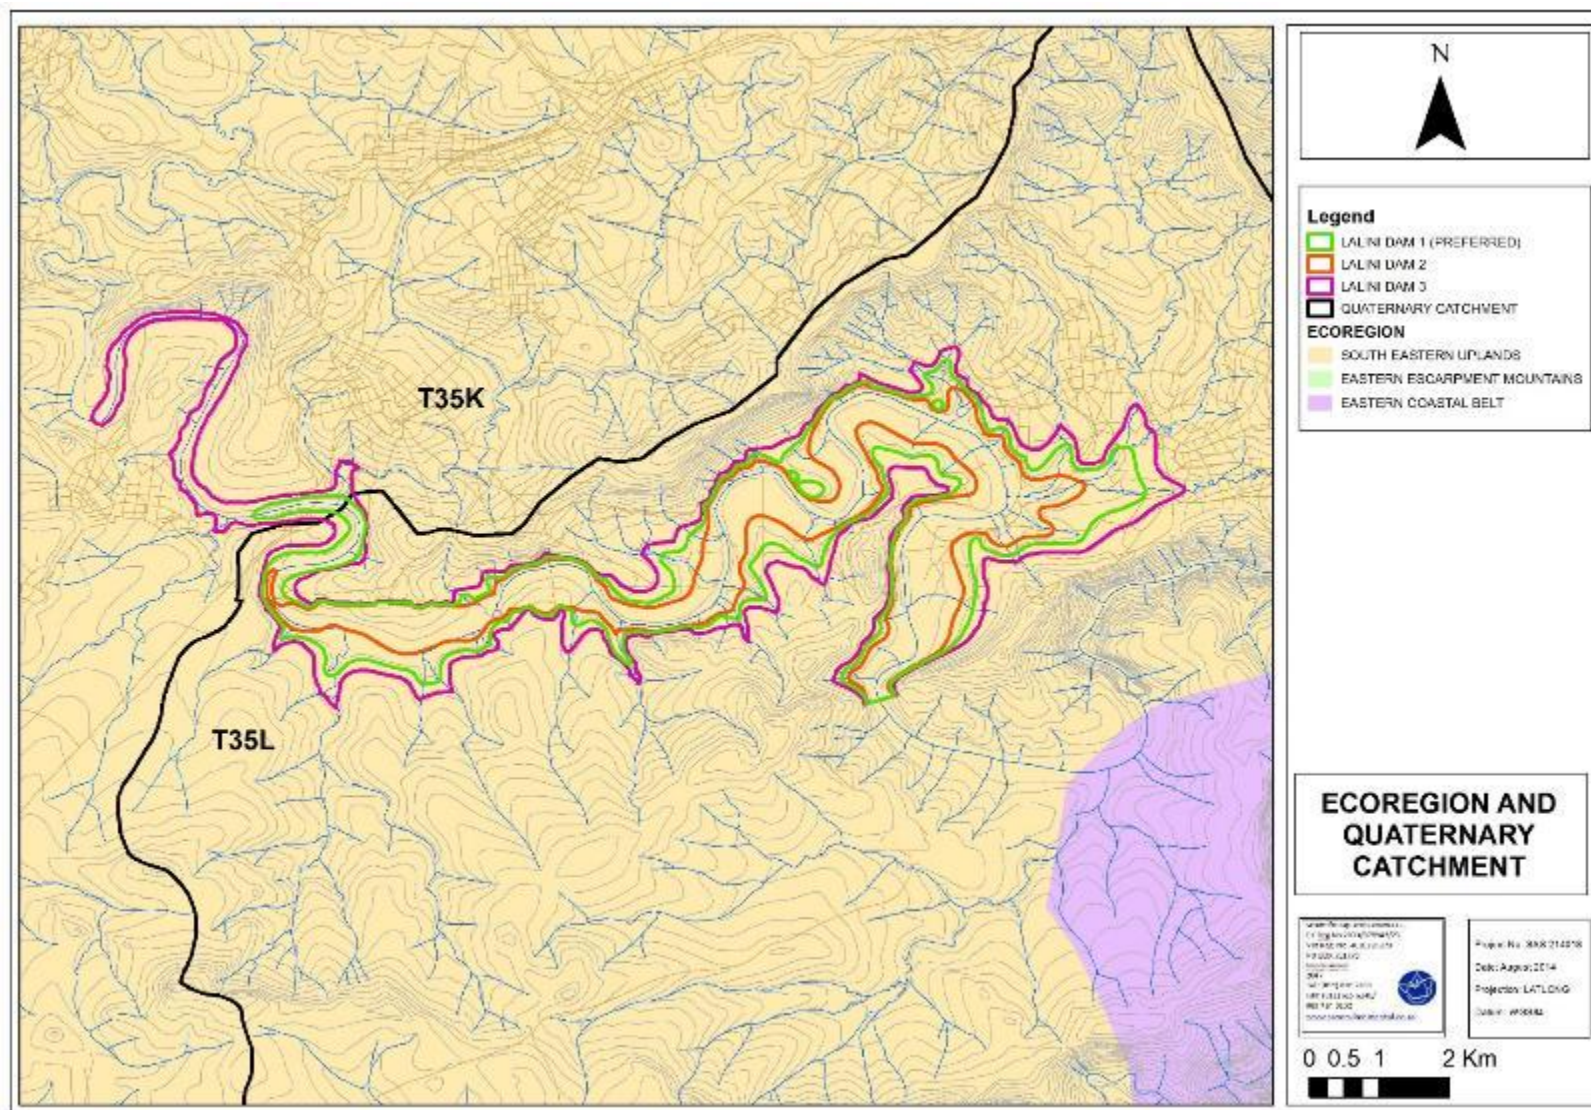 N
Legend
LALINI DAM 1 (PREFERRED)
LALINI DAM 2
LALINI DAM 3
QUATERNARY CATCHMENT
ECOREGION
SOUTH EASTERN UPLANDS
EASTERN ESCARPMENT MOUNTAINS
EASTERN COASTAL BELT
T35K
T35L
ECOREGION AND
QUATERNARY
CATCHMENT
Project No
Date: August 2014
Projection: LATLONG
0 0.5 1 2 Km